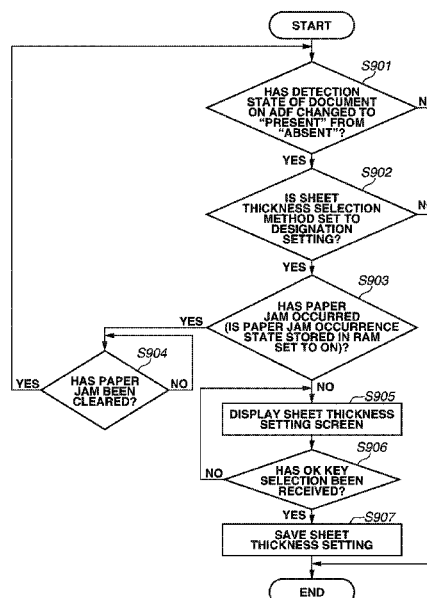 START
S901
HAS DETECTION
STATE OF DOCUMENT
ON ADF CHANGED TO
"PRESENT" FROM
"ABSENT"?
YES
S902
IS SHEET
THICKNESS SELECTION
METHOD SET TO
DESIGNATION
SETTING?
YES
S903
HAS PAPER
JAM OCCURRED
(IS PAPER JAM OCCURRENCE
STATE STORED IN RAM
SET TO ON)?
YES
S904
HAS PAPER
JAM BEEN
CLEARED?
YES
NO
NO
S905
DISPLAY SHEET THICKNESS
SETTING SCREEN
S906
HAS OK KEY
SELECTION BEEN
RECEIVED?
NO
YES
S907
SAVE SHEET
THICKNESS SETTING
END